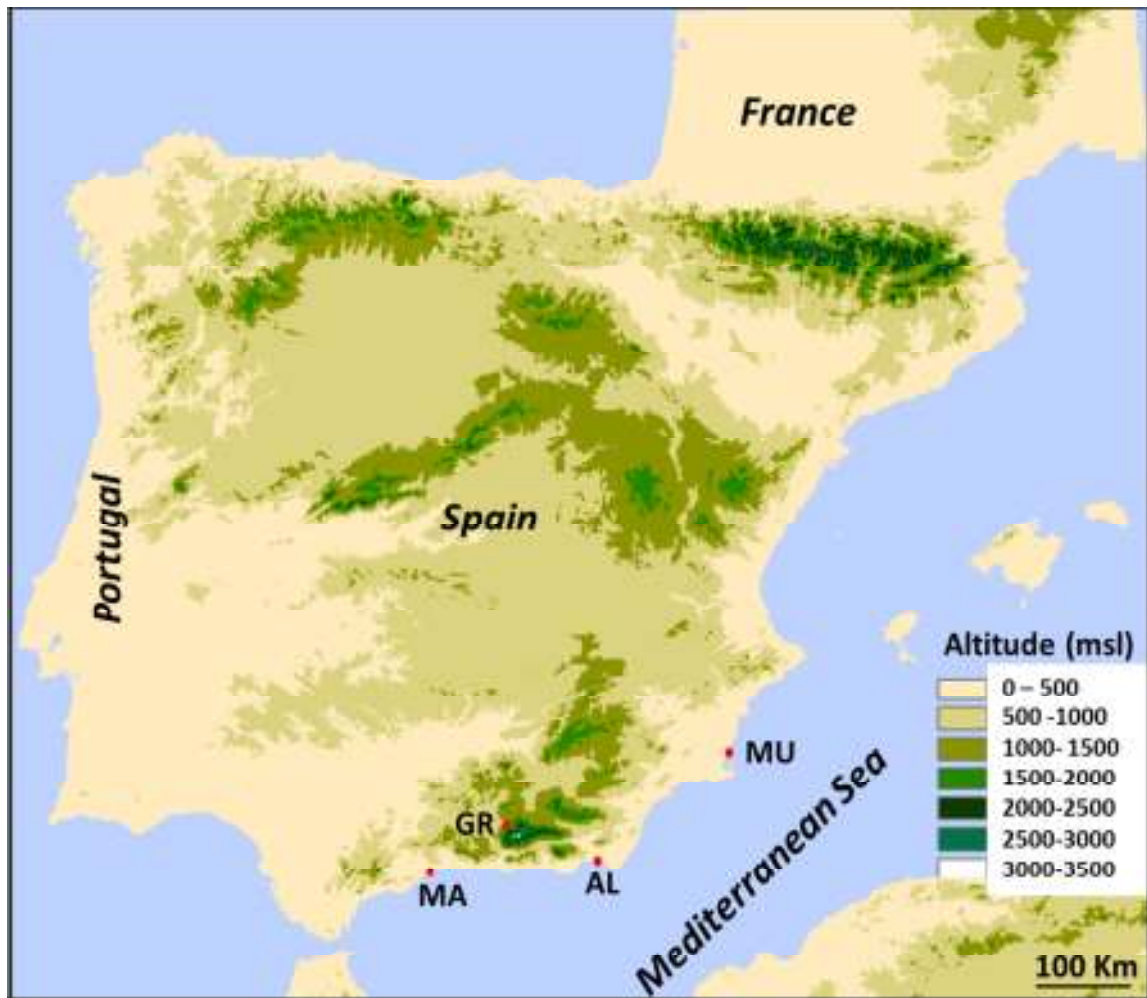 France
Portugal
Spain
Altitude (msl)
0 – 500
500 -1000
1000- 1500
1500-2000
2000-2500
2500-3000
3000-3500
MU
GR
MA
AL
Mediterranean Sea
100 Km